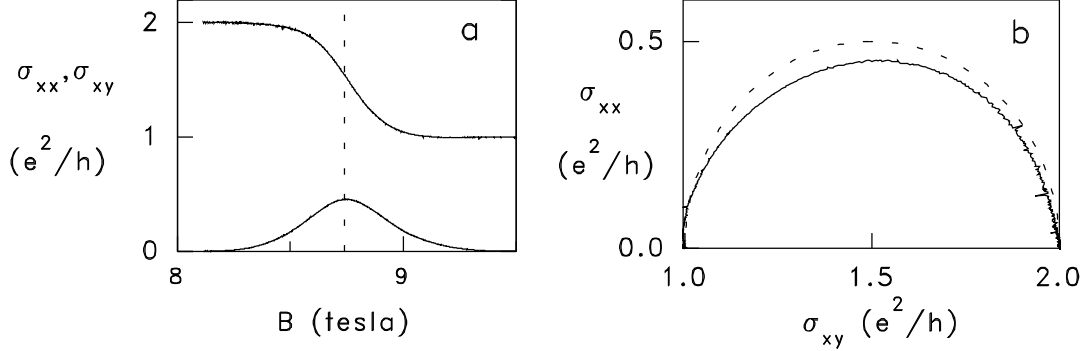 a
2
σxx,σxy
1
(e²/h)
0
8
9
B (tesla)
b
0.5
σxx
(e²/h)
0.0
1.0
1.5
2.0
σxy (e²/h)